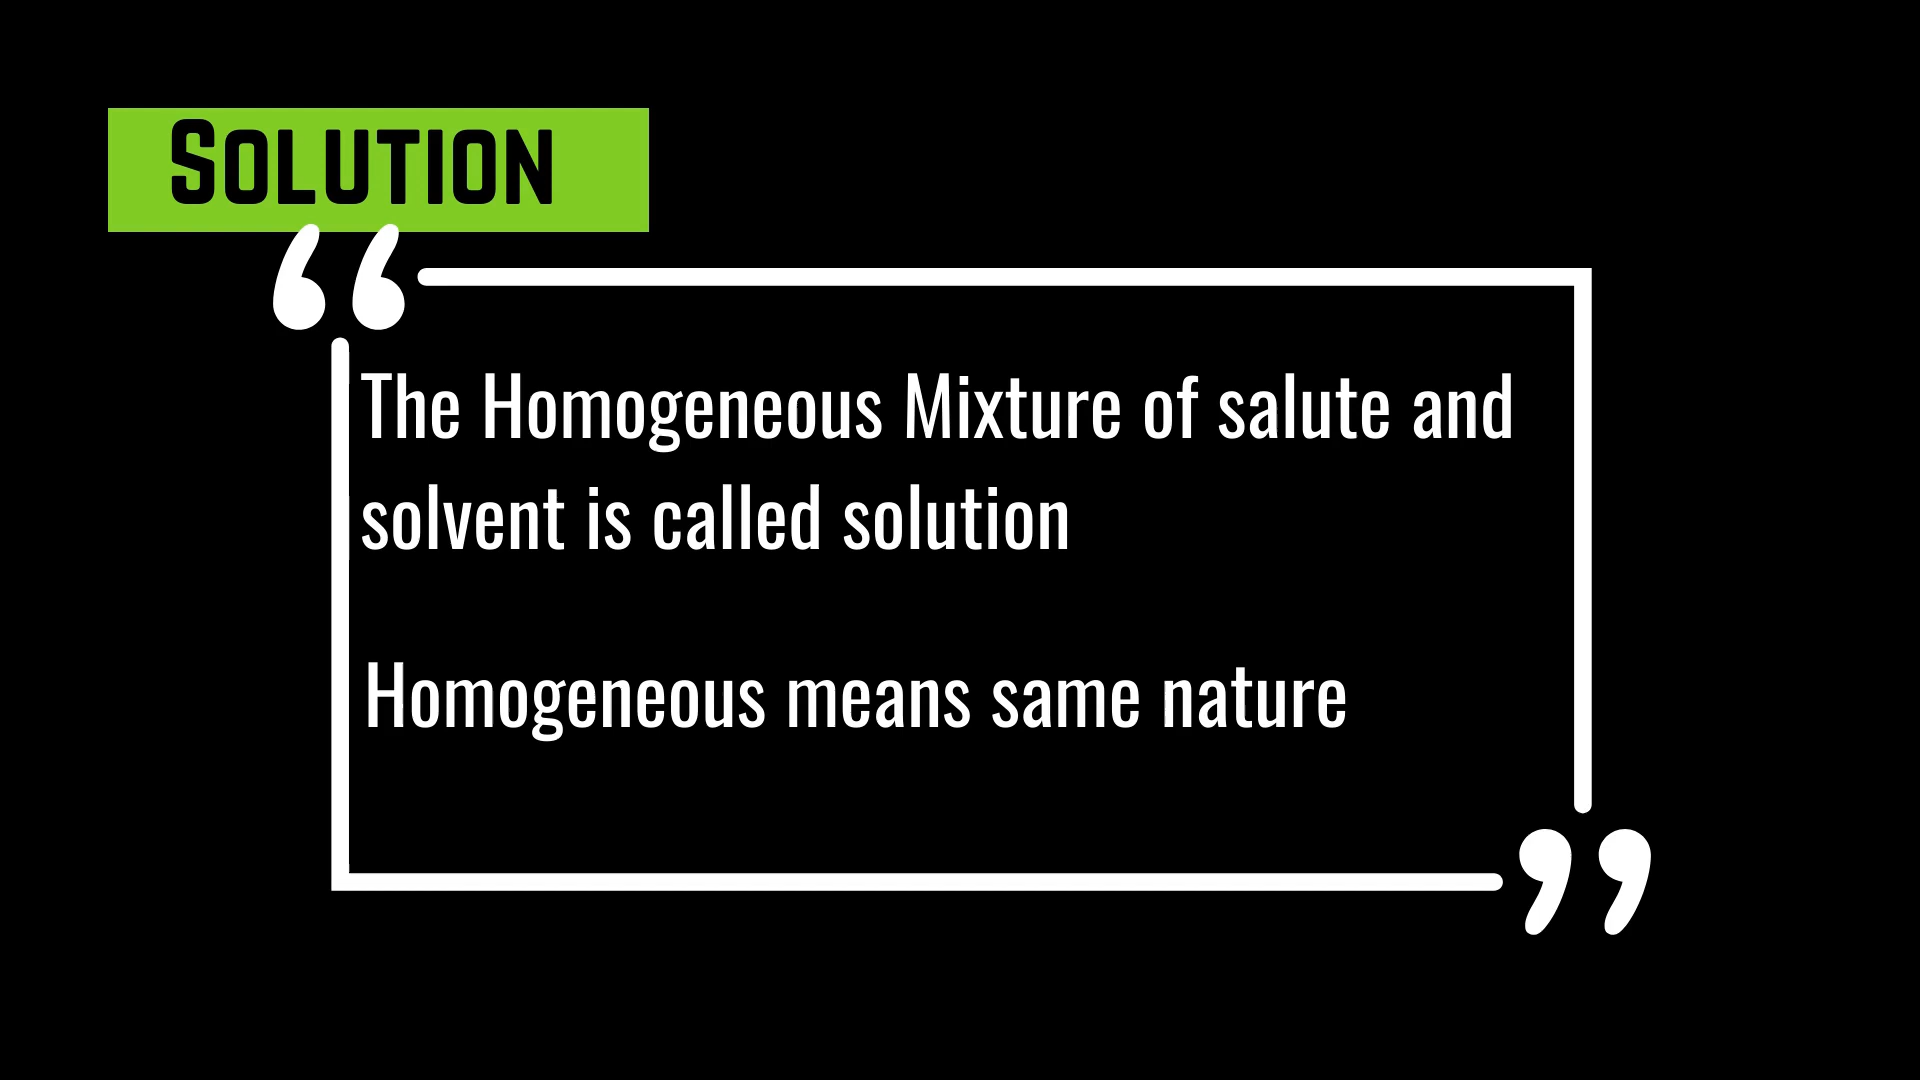 Solution
The Homogeneous Mixture of salute and
solvent is called solution
Homogeneous means same nature